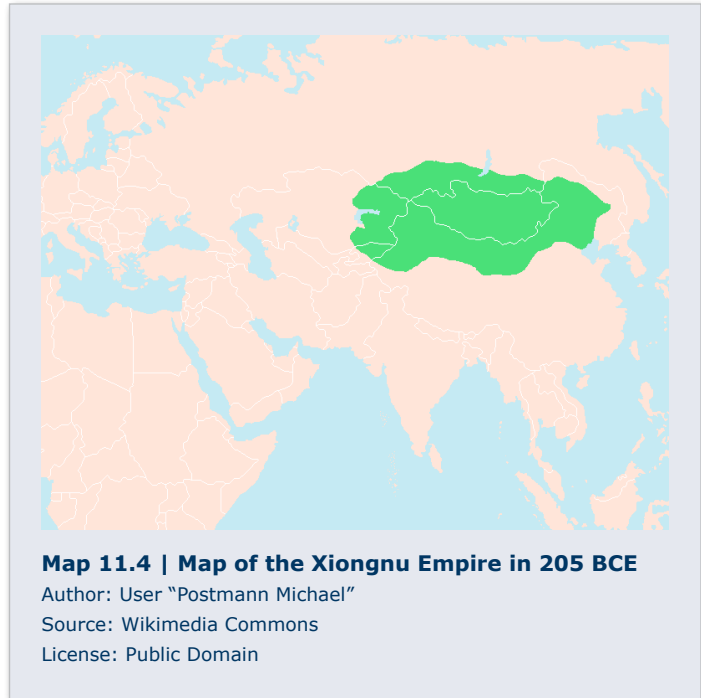 Map 11.4 | Map of the Xiongnu Empire in 205 BCE
Author: User “Postmann Michael”
Source: Wikimedia Commons
License: Public Domain